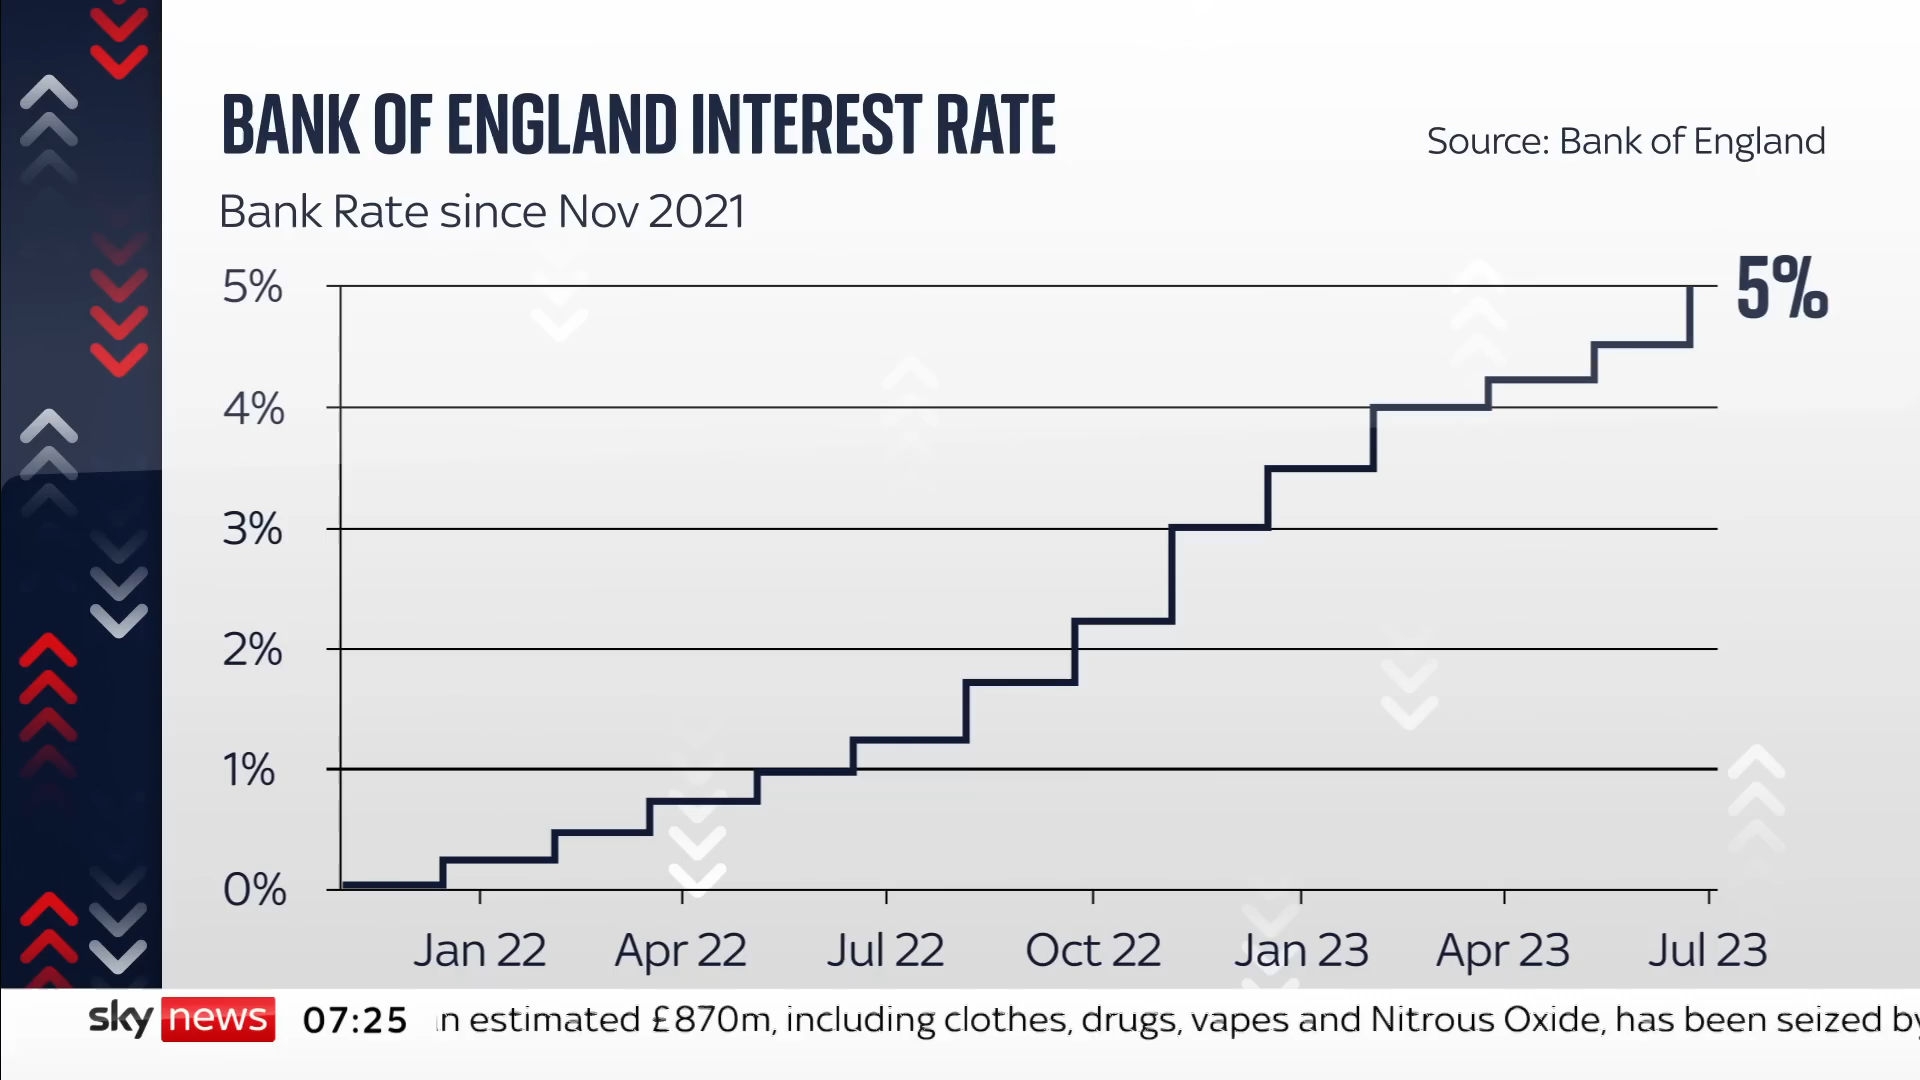 BANK OF ENGLAND INTEREST RATE
Source: Bank of England
Bank Rate since Nov 2021
5%
5%
4%
3%
2%
1%
0%
Jan 22 Apr 22 Jul 22 Oct 22 Jan 23 Apr 23 Jul 23
sky news 07:25 n estimated £870m, including clothes, drugs, vapes and Nitrous Oxide, has been seized by